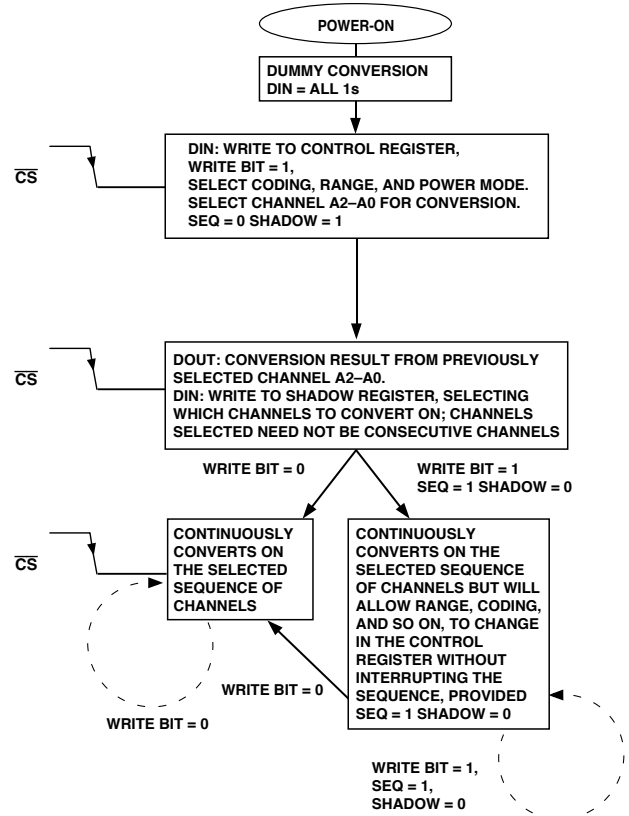 POWER-ON
DUMMY CONVERSION
DIN = ALL 1s
CS
DIN: WRITE TO CONTROL REGISTER,
WRITE BIT = 1,
SELECT CODING, RANGE, AND POWER MODE.
SELECT CHANNEL A2–A0 FOR CONVERSION.
SEQ = 0 SHADOW = 1
CS
DOUT: CONVERSION RESULT FROM PREVIOUSLY
SELECTED CHANNEL A2–A0.
DIN: WRITE TO SHADOW REGISTER, SELECTING
WHICH CHANNELS TO CONVERT ON; CHANNELS
SELECTED NEED NOT BE CONSECUTIVE CHANNELS
WRITE BIT = 0
WRITE BIT = 1
SEQ = 1 SHADOW = 0
CS
CONTINUOUSLY
CONVERTS ON
THE SELECTED
SEQUENCE OF
CHANNELS
CONTINUOUSLY
CONVERTS ON THE
SELECTED SEQUENCE
OF CHANNELS BUT WILL
ALLOW RANGE, CODING,
AND SO ON, TO CHANGE
IN THE CONTROL
REGISTER WITHOUT
INTERRUPTING THE
SEQUENCE, PROVIDED
SEQ = 1 SHADOW = 0
WRITE BIT = 0
WRITE BIT = 0
WRITE BIT = 1,
SEQ = 1,
SHADOW = 0